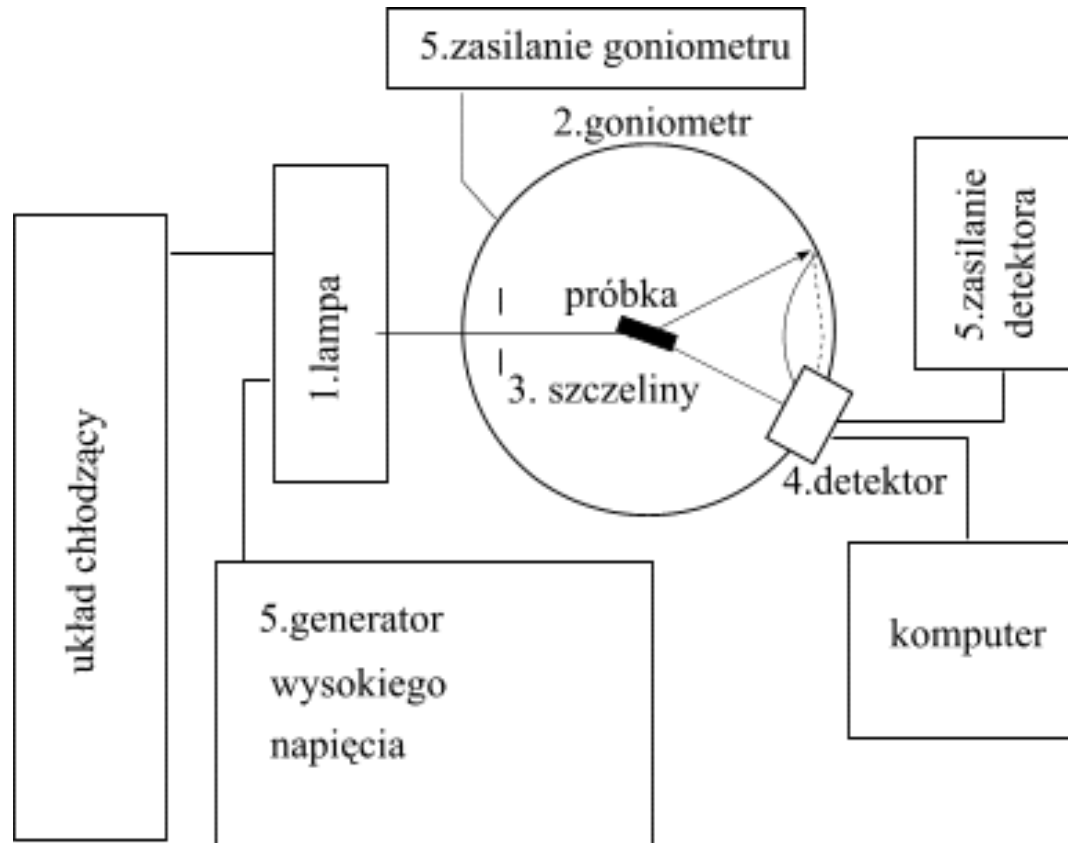 5.zasilanie goniometru
2.goniometr
5.zasilanie
detektora
1.lampa
próbka
3. szczeliny
4.detektor
układ chłodzący
5.generator
wysokiego
napięcia
komputer